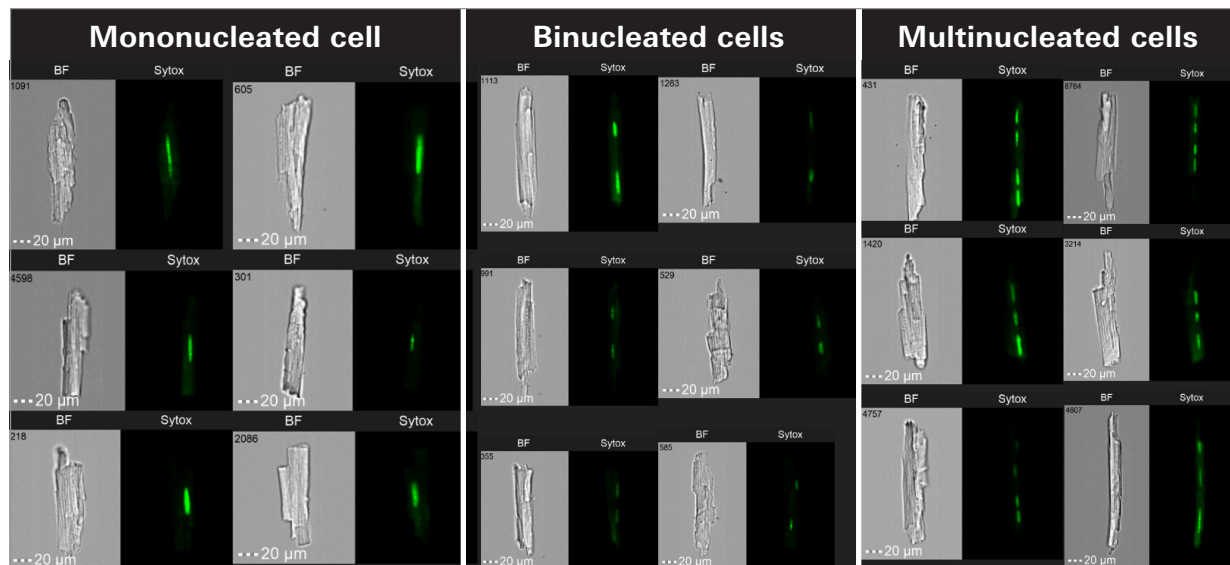 Mononucleated cell
BF Sytox BF Sytox
1091 605
20 µm 20 µm
BF Sytox BF Sytox
4598 301
20 µm 20 µm
BF Sytox BF Sytox
218 2086
20 µm 20 µm
Binucleated cells
BF Sytox BF Sytox
1113 1263
20 µm 20 µm
BF Sytox BF Sytox
991 529
20 µm 20 µm
BF Sytox BF Sytox
355 585
20 µm 20 µm
Multinucleated cells
BF Sytox BF Sytox
431 8764
20 µm 20 µm
BF Sytox BF Sytox
1420 3214
20 µm 20 µm
BF Sytox BF Sytox
4757 4607
20 µm 20 µm